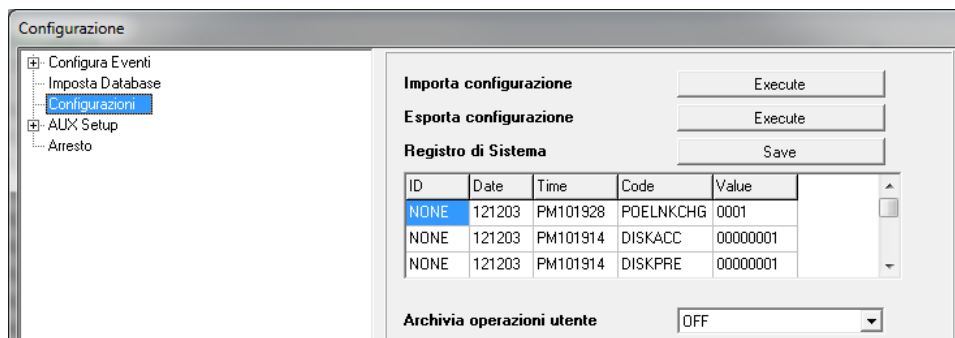 Configurazione
Configura Eventi
Imposta Database
Configurazioni
AUX Setup
Arresto
Importa configurazione Execute
Esporta configurazione Execute
Registro di Sistema Save
ID Date Time Code Value
NONE 121203 PM101928 POELNKCHG 0001
NONE 121203 PM101914 DISKACC 00000001
NONE 121203 PM101914 DISKPRE 00000001
Archivia operazioni utente OFF